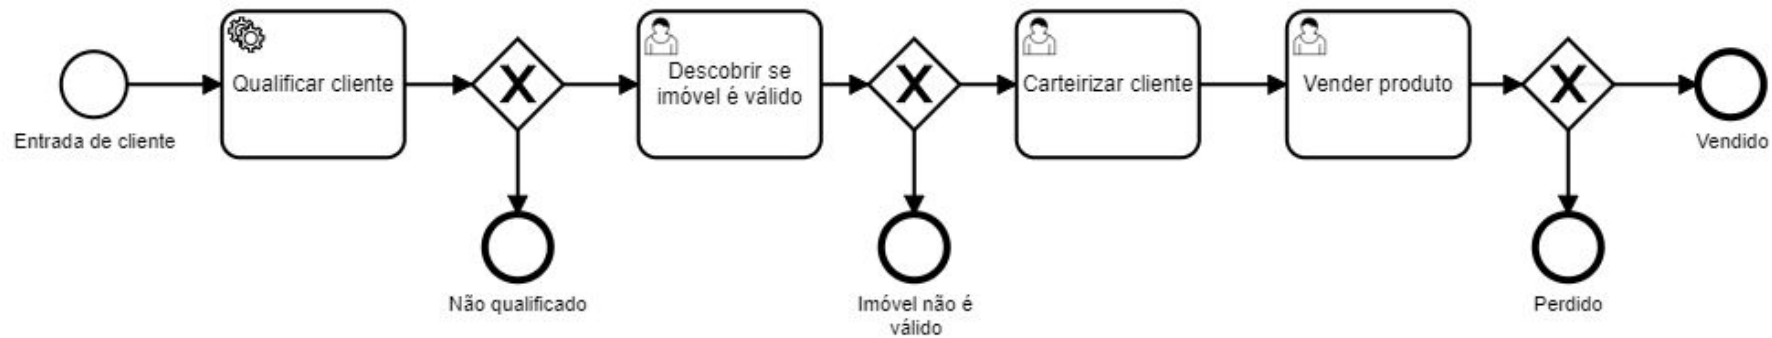 Entrada de cliente
Qualificar cliente
Não qualificado
Descobrir se
imóvel é válido
Imóvel não é
válido
Carteirizar cliente
Vender produto
Perdido
Vendido